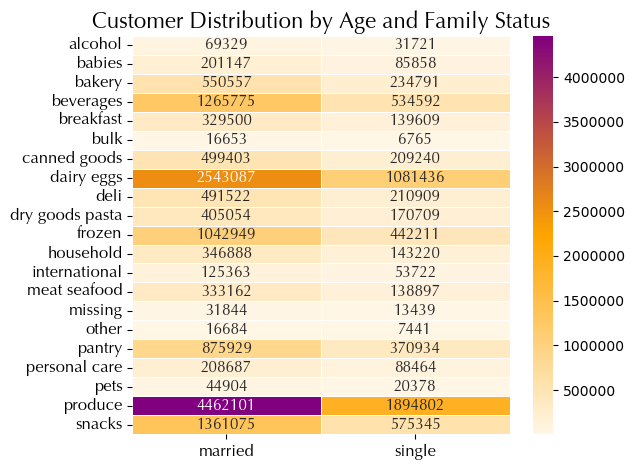 Customer Distribution by Age and Family Status
alcohol 69329 31721
babies 201147 85858
bakery 550557 234791
beverages 1265775 534592
breakfast 329500 139609
bulk 16653 6765
canned goods 499403 209240
dairy eggs 2543087 1081436
deli 491522 210909
dry goods pasta 405054 170709
frozen 1042949 442211
household 346888 143220
international 125363 53722
meat seafood 333162 138897
missing 31844 13439
other 16684 7441
pantry 875929 370934
personal care 208687 88464
pets 44904 20378
produce 4462101 1894802
snacks 1361075 575345
married single
4000000
3500000
3000000
2500000
2000000
1500000
1000000
500000